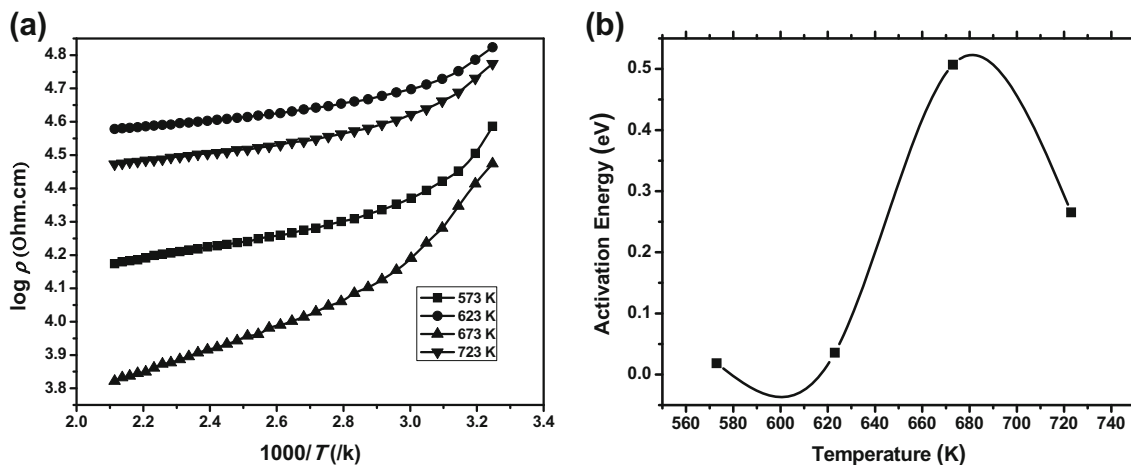 (a)
4.8
4.7
4.6
4.5
4.4
4.3
4.2
4.1
4.0
3.9
3.8
log ρ (Ohm.cm)
2.0 2.2 2.4 2.6 2.8 3.0 3.2 3.4
1000/T(/k)
573 K
623 K
673 K
723 K
(b)
0.5
0.4
0.3
0.2
0.1
0.0
Activation Energy (eV)
560 580 600 620 640 660 680 700 720 740
Temperature (K)